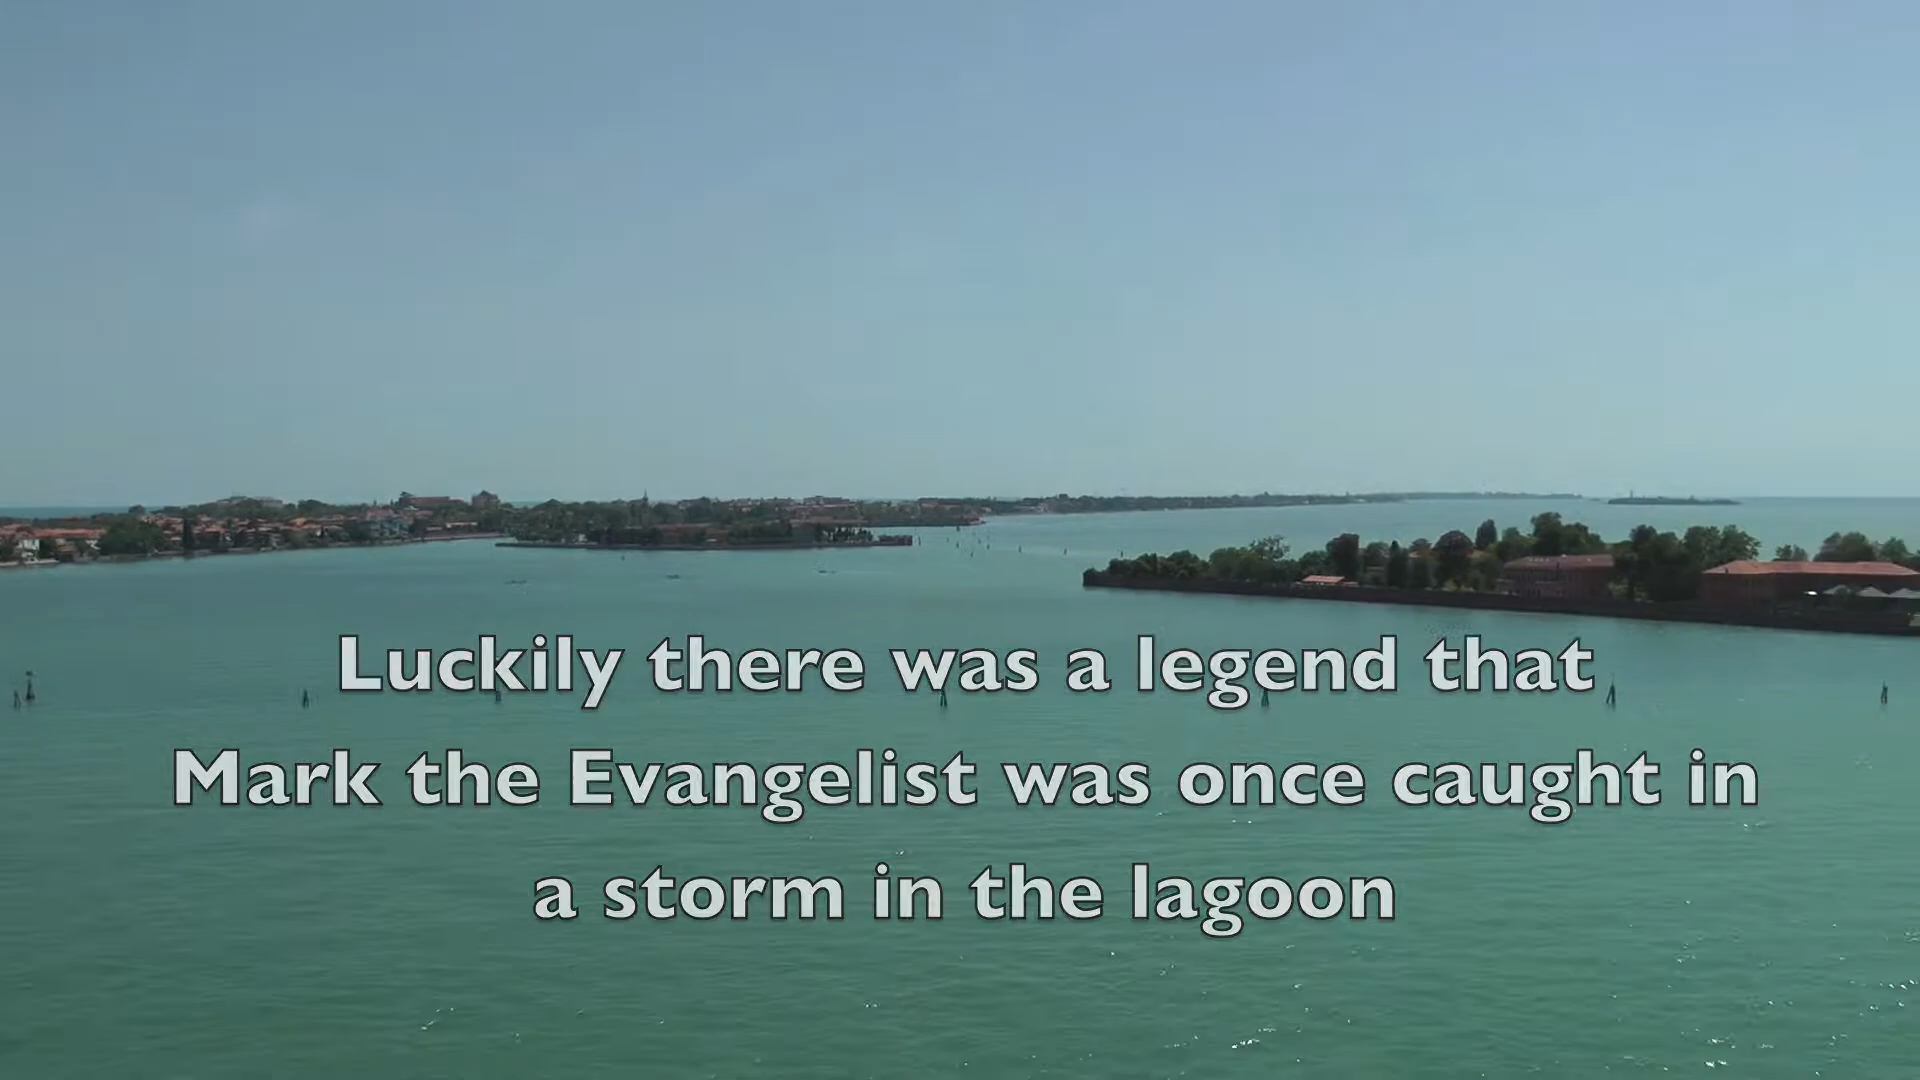 Luckily there was a legend that
Mark the Evangelist was once caught in
a storm in the lagoon